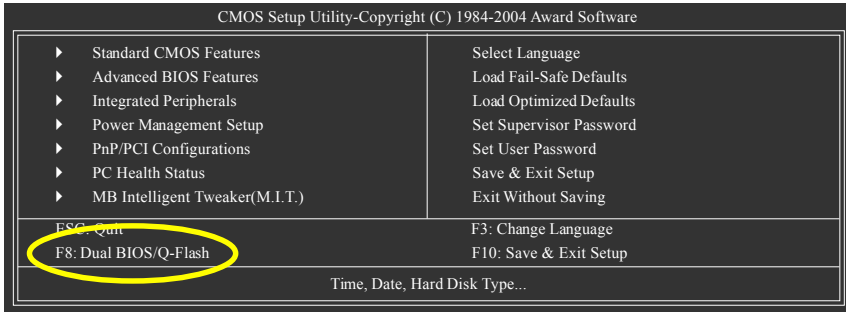 CMOS Setup Utility-Copyright (C) 1984-2004 Award Software
Standard CMOS Features
Advanced BIOS Features
Integrated Peripherals
Power Management Setup
PnP/PCI Configurations
PC Health Status
MB Intelligent Tweaker(M.I.T.)
Select Language
Load Fail-Safe Defaults
Load Optimized Defaults
Set Supervisor Password
Set User Password
Save & Exit Setup
Exit Without Saving
ESC: Quit
F8: Dual BIOS/Q-Flash
F3: Change Language
F10: Save & Exit Setup
Time, Date, Hard Disk Type...